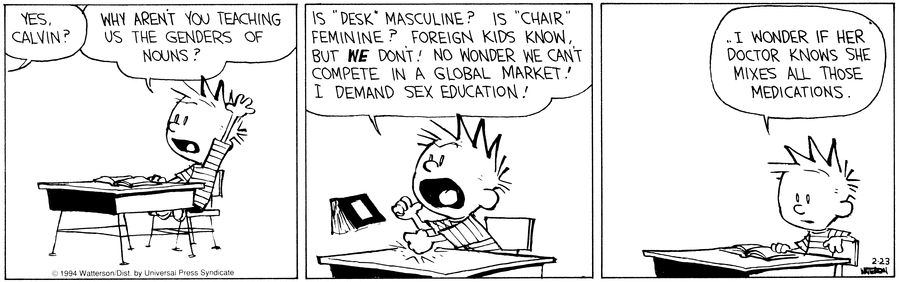 YES,
CALVIN?
WHY AREN'T YOU TEACHING
US THE GENDERS OF
NOUNS?
© 1994 Watterson/Dist. by Universal Press Syndicate
IS "DESK" MASCULINE? IS "CHAIR"
FEMININE? FOREIGN KIDS KNOW,
BUT WE DON'T! NO WONDER WE CAN'T
COMPETE IN A GLOBAL MARKET!
I DEMAND SEX EDUCATION!
..I WONDER IF HER
DOCTOR KNOWS SHE
MIXES ALL THOSE
MEDICATIONS.
2-23
WATTERSON